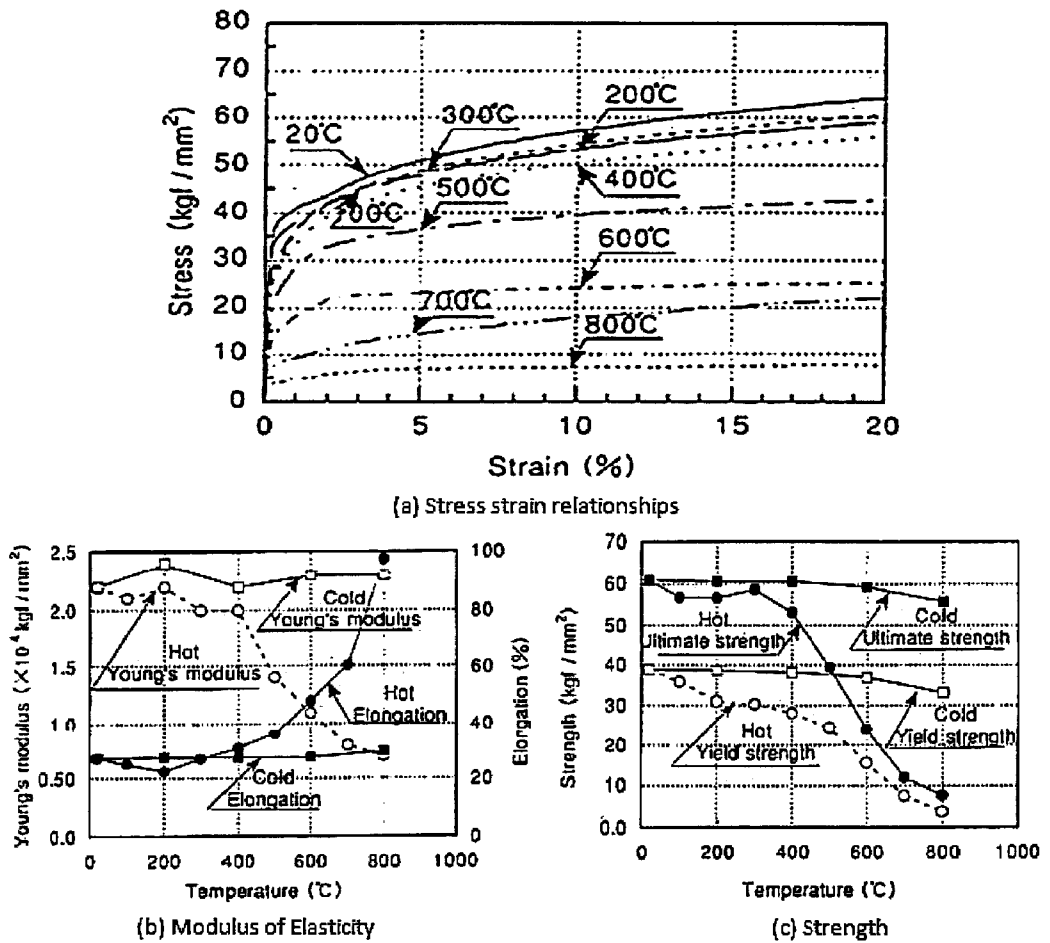 80
70
60
50
40
30
20
10
0
Stress (kgf/mm²)
20℃
300℃
200℃
500℃
400℃
100℃
600℃
700℃
800℃
0 5 10 15 20
Strain (%)
(a) Stress strain relationships
2.5
2.0
1.5
1.0
0.50
0.0
Young's modulus (×10⁴ kgf/mm²)
Cold
Young's modulus
Hot
Young's modulus
Hot
Elongation
Cold
Elongation
100
80
60
40
20
0
Elongation (%)
0 200 400 600 800 1000
Temperature (℃)
(b) Modulus of Elasticity
70
60
50
40
30
20
10
0.0
Strength (kgf/mm²)
Hot
Ultimate strength
Cold
Ultimate strength
Hot
Yield strength
Cold
Yield strength
0 200 400 600 800 1000
Temperature (℃)
(c) Strength